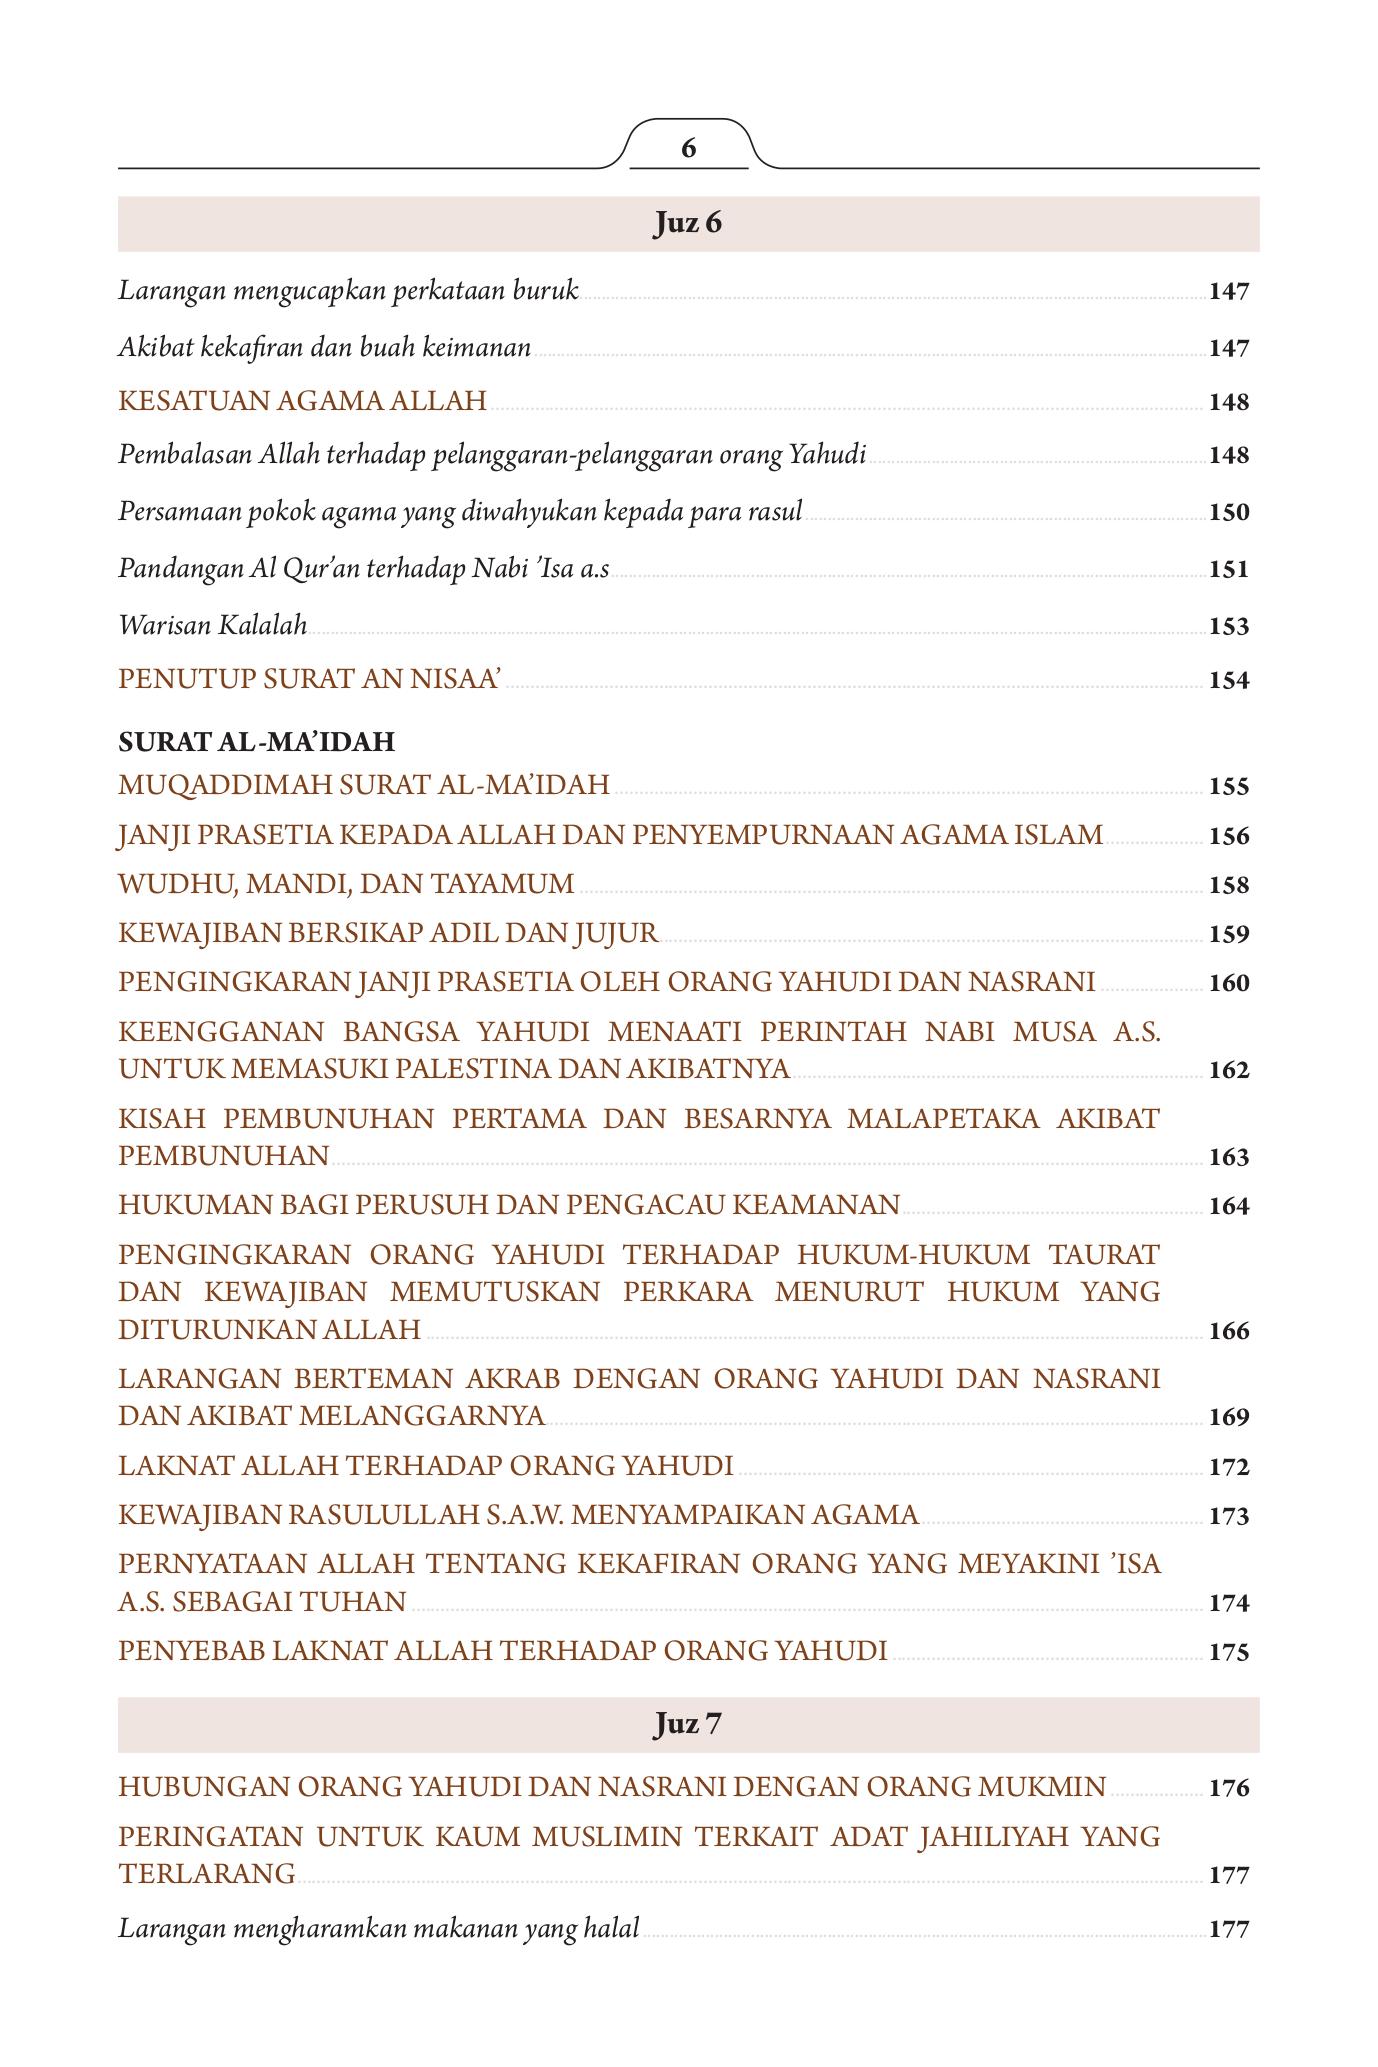 6
Juz 6
Larangan mengucapkan perkataan buruk 147
Akibat kekafiran dan buah keimanan 147
KESATUAN AGAMA ALLAH 148
Pembalasan Allah terhadap pelanggaran-pelanggaran orang Yahudi 148
Persamaan pokok agama yang diwahyukan kepada para rasul 150
Pandangan Al Qur’an terhadap Nabi ’Isa a.s 151
Warisan Kalalah 153
PENUTUP SURAT AN NISAA’ 154
SURAT AL-MA’IDAH
MUQADDIMAH SURAT AL-MA’IDAH 155
JANJI PRASETIA KEPADA ALLAH DAN PENYEMPURNAAN AGAMA ISLAM 156
WUDHU, MANDI, DAN TAYAMUM 158
KEWAJIBAN BERSIKAP ADIL DAN JUJUR 159
PENGINGKARAN JANJI PRASETIA OLEH ORANG YAHUDI DAN NASRANI 160
KEENGGANAN BANGSA YAHUDI MENAATI PERINTAH NABI MUSA A.S.
UNTUK MEMASUKI PALESTINA DAN AKIBATNYA 162
KISAH PEMBUNUHAN PERTAMA DAN BESARNYA MALAPETAKA AKIBAT
PEMBUNUHAN 163
HUKUMAN BAGI PERUSUH DAN PENGACAU KEAMANAN 164
PENGINGKARAN ORANG YAHUDI TERHADAP HUKUM-HUKUM TAURAT
DAN KEWAJIBAN MEMUTUSKAN PERKARA MENURUT HUKUM YANG
DITURUNKAN ALLAH 166
LARANGAN BERTEMAN AKRAB DENGAN ORANG YAHUDI DAN NASRANI
DAN AKIBAT MELANGGARNYA 169
LAKNAT ALLAH TERHADAP ORANG YAHUDI 172
KEWAJIBAN RASULULLAH S.A.W. MENYAMPAIKAN AGAMA 173
PERNYATAAN ALLAH TENTANG KEKAFIRAN ORANG YANG MEYAKINI ’ISA
A.S. SEBAGAI TUHAN 174
PENYEBAB LAKNAT ALLAH TERHADAP ORANG YAHUDI 175
Juz 7
HUBUNGAN ORANG YAHUDI DAN NASRANI DENGAN ORANG MUKMIN 176
PERINGATAN UNTUK KAUM MUSLIMIN TERKAIT ADAT JAHILIYAH YANG
TERLARANG 177
Larangan mengharamkan makanan yang halal 177